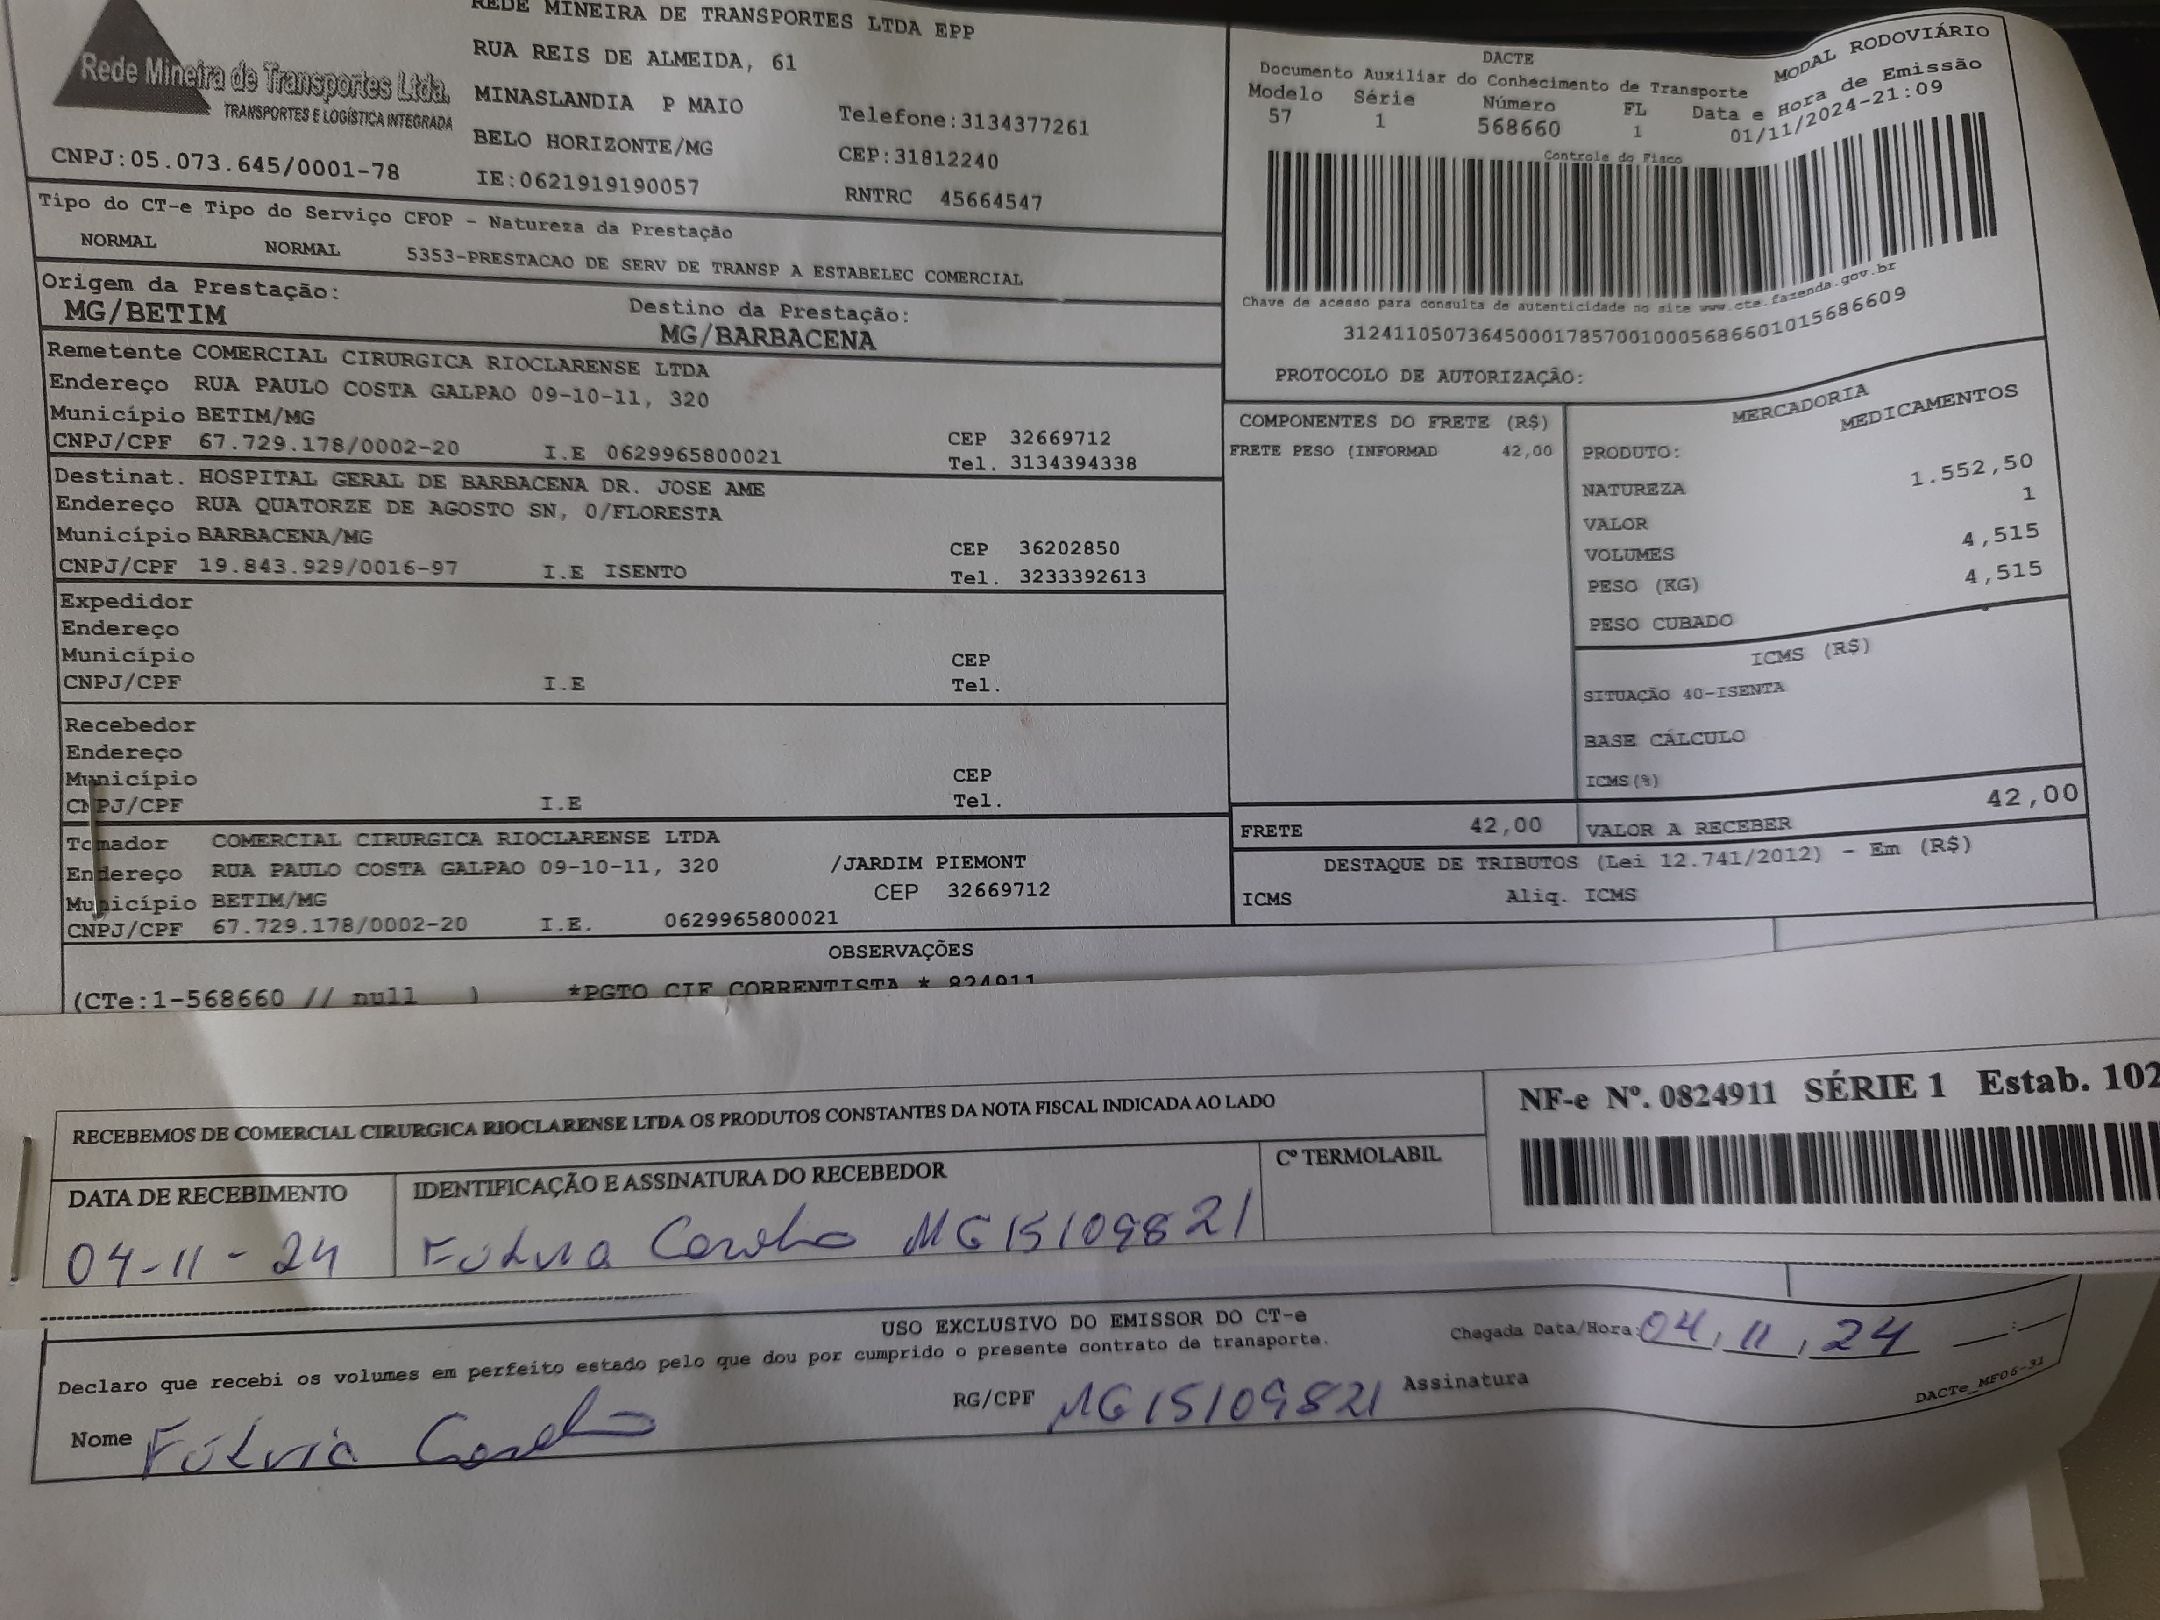 Rede Mineira de Transportes Ltda.
TRANSPORTES E LOGÍSTICA INTEGRADA
CNPJ:05.073.645/0001-78
REDE MINEIRA DE TRANSPORTES LTDA EPP
RUA REIS DE ALMEIDA, 61
MINASLANDIA P MAIO
BELO HORIZONTE/MG
IE:0621919190057
Telefone:3134377261
CEP:31812240
RNTRC 45664547
DACTE
MODAL RODOVIÁRIO
Documento Auxiliar do Conhecimento de Transporte
Modelo Série Número FL Data e Hora de Emissão
57 1 568660 1 01/11/2024-21:09
Controle do Fisco
Chave de acesso para consulta de autenticidade no site www.cte.fazenda.gov.br
31241105073645000178570010005686601015686609
PROTOCOLO DE AUTORIZAÇÃO:
Tipo do CT-e Tipo do Serviço CFOP - Natureza da Prestação
NORMAL NORMAL 5353-PRESTACAO DE SERV DE TRANSP A ESTABELEC COMERCIAL
Origem da Prestação: Destino da Prestação:
MG/BETIM MG/BARBACENA
Remetente COMERCIAL CIRURGICA RIOCLARENSE LTDA
Endereço RUA PAULO COSTA GALPAO 09-10-11, 320
Município BETIM/MG CEP 32669712
CNPJ/CPF 67.729.178/0002-20 I.E 0629965800021 Tel. 3134394338
Destinat. HOSPITAL GERAL DE BARBACENA DR. JOSE AME
Endereço RUA QUATORZE DE AGOSTO SN, 0/FLORESTA
Município BARBACENA/MG CEP 36202850
CNPJ/CPF 19.843.929/0016-97 I.E ISENTO Tel. 3233392613
Expedidor
Endereço
Município CEP
CNPJ/CPF I.E Tel.
Recebedor
Endereço
Município CEP
CNPJ/CPF I.E Tel.
Tomador COMERCIAL CIRURGICA RIOCLARENSE LTDA
Endereço RUA PAULO COSTA GALPAO 09-10-11, 320 /JARDIM PIEMONT
Município BETIM/MG CEP 32669712
CNPJ/CPF 67.729.178/0002-20 I.E. 0629965800021
COMPONENTES DO FRETE (R$)
FRETE PESO (INFORMAD 42,00
MERCADORIA
PRODUTO: MEDICAMENTOS
NATUREZA
VALOR 1.552,50
VOLUMES 1
PESO (KG) 4,515
PESO CUBADO 4,515
ICMS (R$)
SITUAÇÃO 40-ISENTA
BASE CÁLCULO
ICMS(%)
FRETE 42,00 VALOR A RECEBER 42,00
DESTAQUE DE TRIBUTOS (Lei 12.741/2012) - Em (R$)
ICMS Aliq. ICMS
OBSERVAÇÕES
(CTe:1-568660 // null ) *PGTO CIF CORRENTISTA * 824911
RECEBEMOS DE COMERCIAL CIRURGICA RIOCLARENSE LTDA OS PRODUTOS CONSTANTES DA NOTA FISCAL INDICADA AO LADO
NF-e Nº. 0824911 SÉRIE 1 Estab. 102
DATA DE RECEBIMENTO IDENTIFICAÇÃO E ASSINATURA DO RECEBEDOR Cº TERMOLABIL
04-11-24 Fúlvia Coelho MG15109821
USO EXCLUSIVO DO EMISSOR DO CT-e
Declaro que recebi os volumes em perfeito estado pelo que dou por cumprido o presente contrato de transporte.
Chegada Data/Hora: 04,11,24 __:__
Nome Fúlvia Coelho RG/CPF MG15109821 Assinatura
DACTe_MF06-31